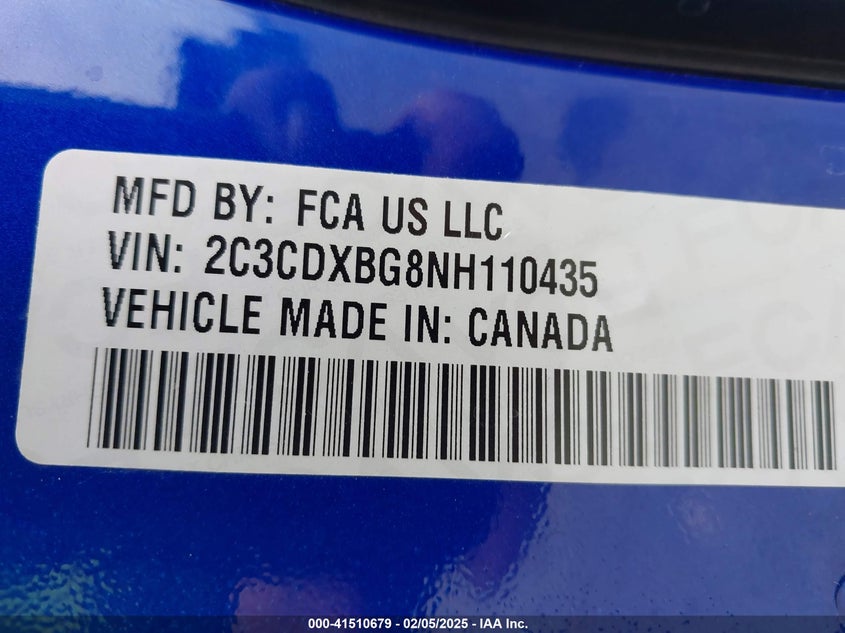 MFD BY: FCA US LLC
VIN: 2C3CDXBG8NH110435
VEHICLE MADE IN: CANADA
000-41510679 - 02/05/2025 - IAA Inc.